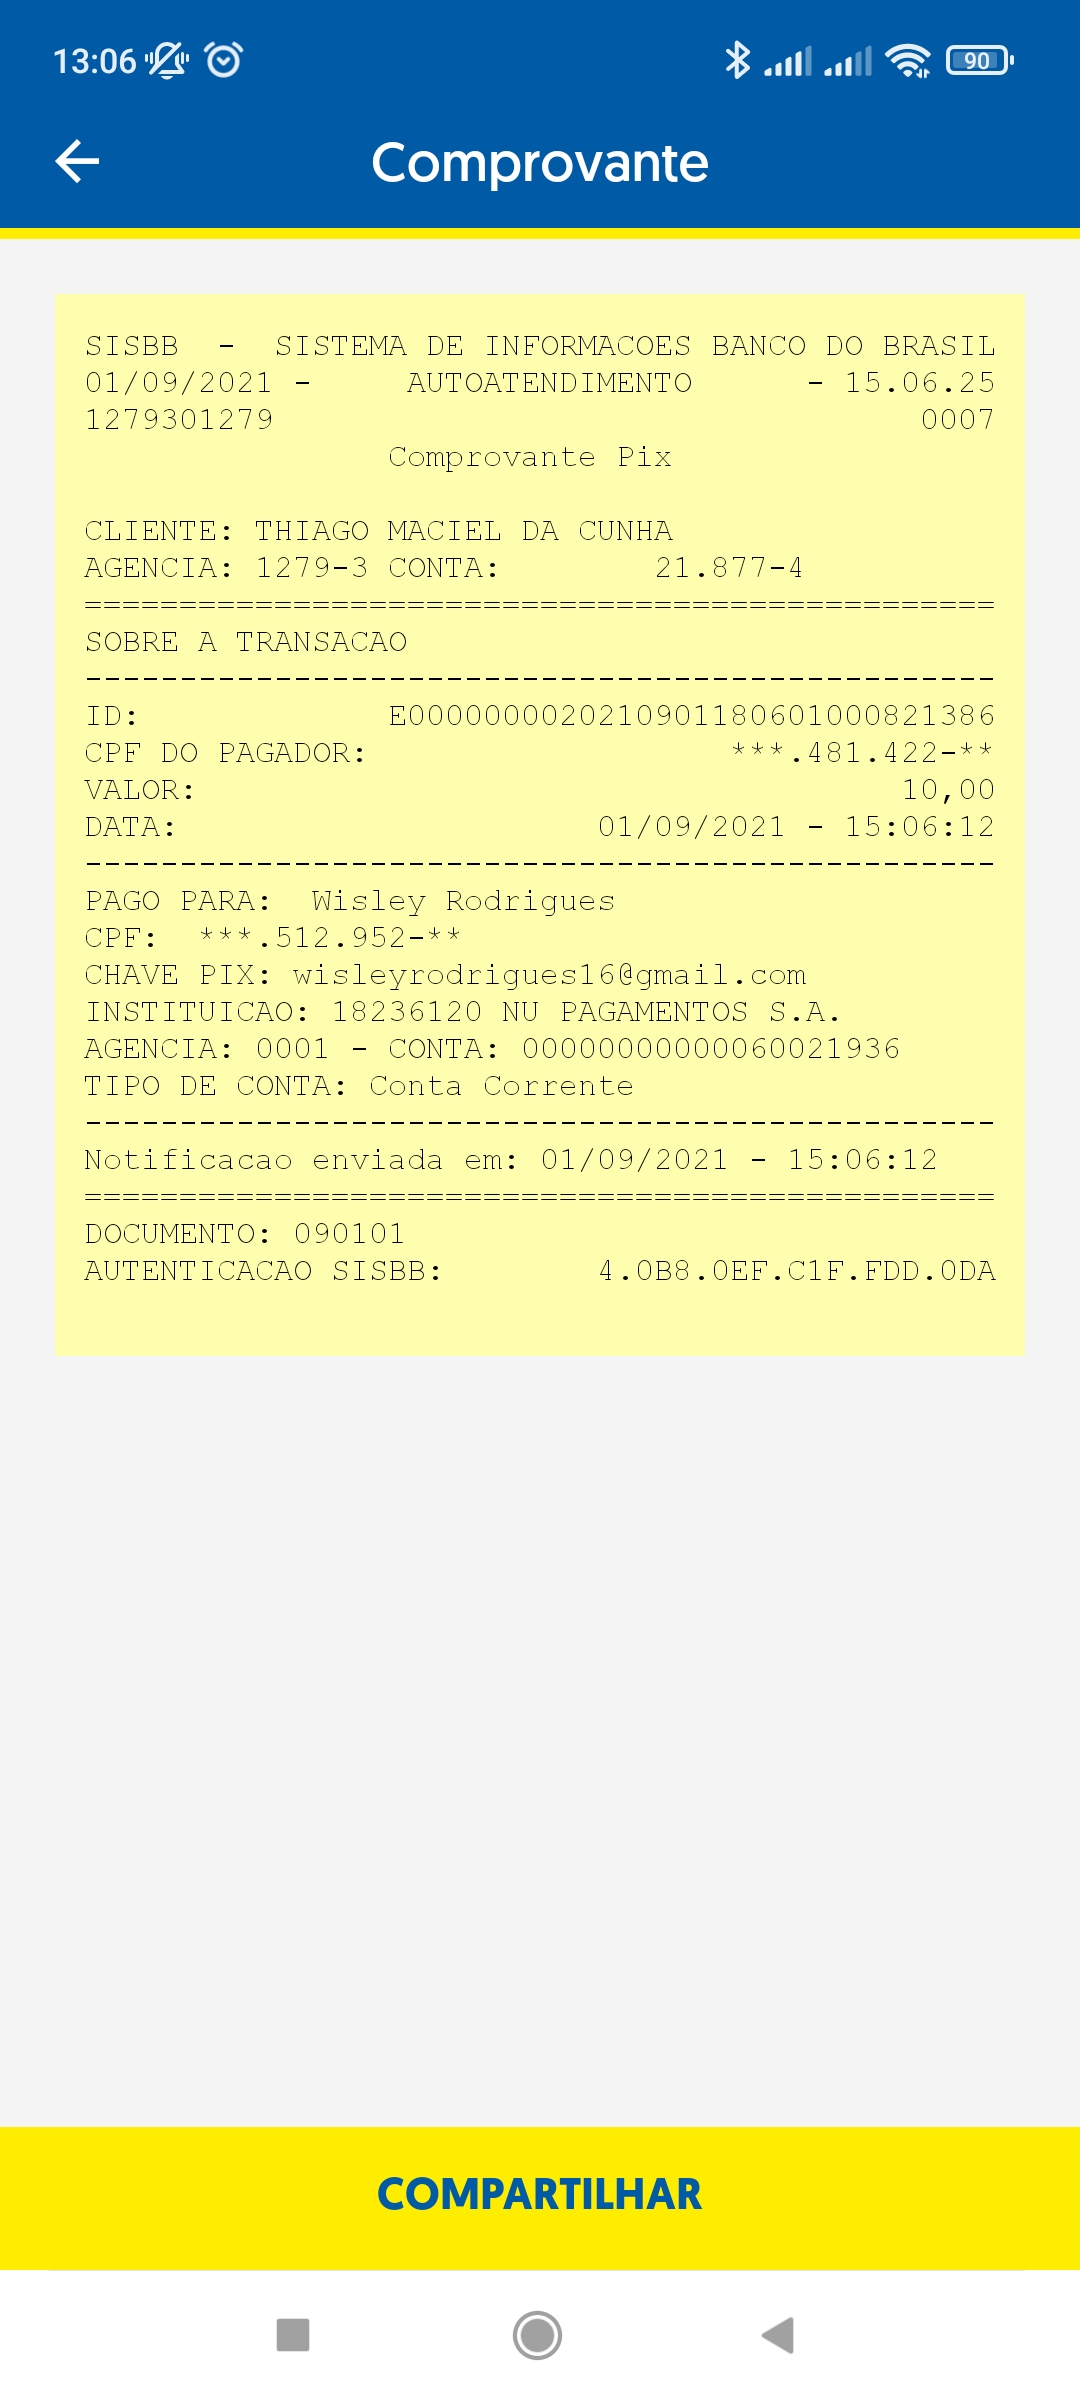 13:06 90
Comprovante
SISBB - SISTEMA DE INFORMACOES BANCO DO BRASIL
01/09/2021 - AUTOATENDIMENTO - 15.06.25
1279301279 0007
Comprovante Pix
CLIENTE: THIAGO MACIEL DA CUNHA
AGENCIA: 1279-3 CONTA: 21.877-4
================================================
SOBRE A TRANSACAO
------------------------------------------------
ID: E0000000020210901180601000821386
CPF DO PAGADOR: ***.481.422-**
VALOR: 10,00
DATA: 01/09/2021 - 15:06:12
------------------------------------------------
PAGO PARA: Wisley Rodrigues
CPF: ***.512.952-**
CHAVE PIX: wisleyrodrigues16@gmail.com
INSTITUICAO: 18236120 NU PAGAMENTOS S.A.
AGENCIA: 0001 - CONTA: 00000000000060021936
TIPO DE CONTA: Conta Corrente
------------------------------------------------
Notificacao enviada em: 01/09/2021 - 15:06:12
================================================
DOCUMENTO: 090101
AUTENTICACAO SISBB: 4.0B8.0EF.C1F.FDD.0DA
COMPARTILHAR